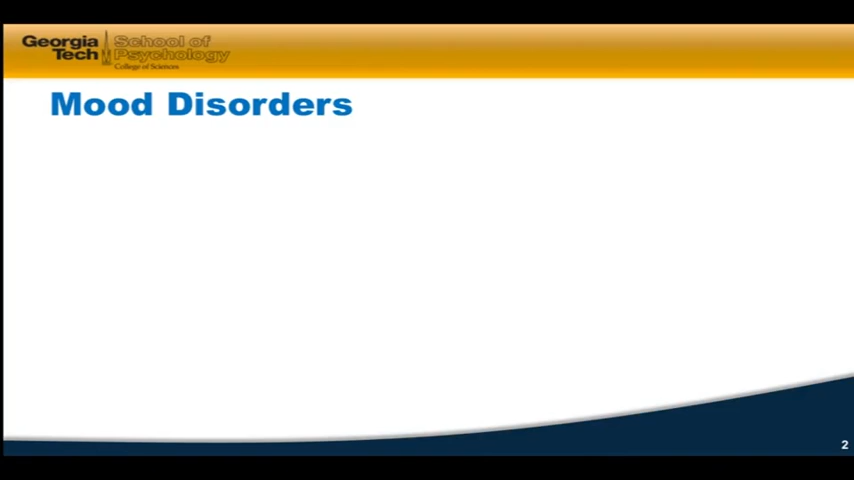 Georgia Tech
School of Psychology
College of Sciences
Mood Disorders
2